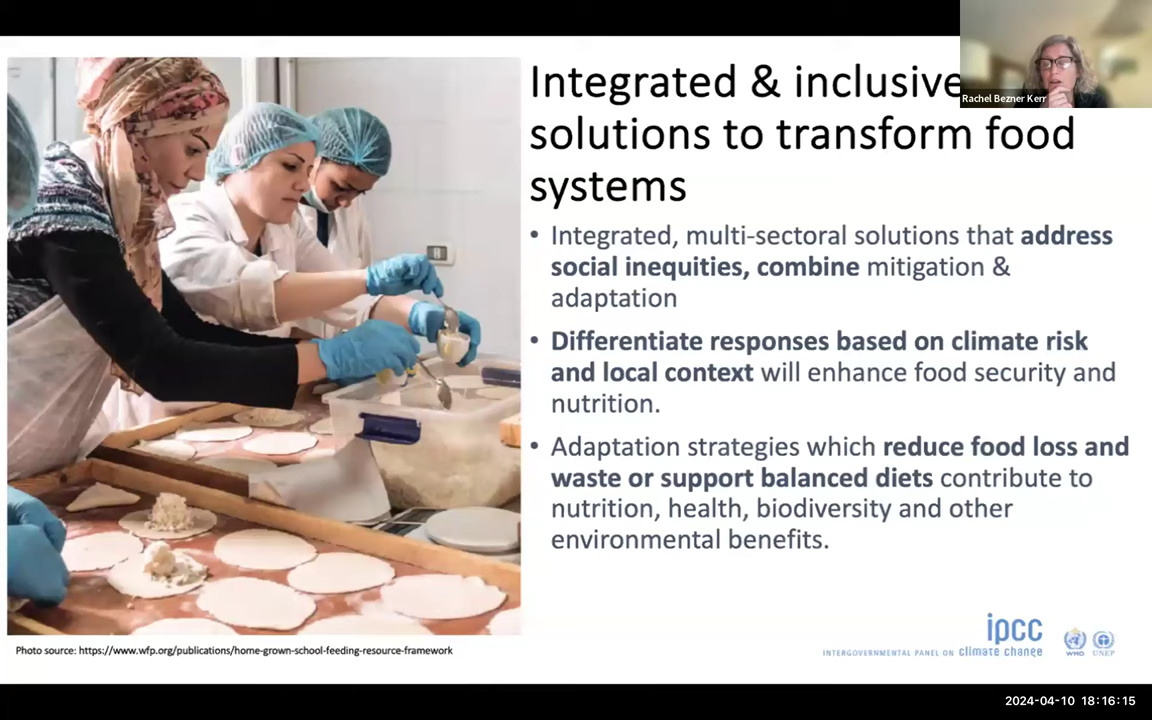 Integrated & inclusive
solutions to transform food
systems
Rachel Bezner Kerr
• Integrated, multi-sectoral solutions that address
social inequities, combine mitigation &
adaptation
• Differentiate responses based on climate risk
and local context will enhance food security and
nutrition.
• Adaptation strategies which reduce food loss and
waste or support balanced diets contribute to
nutrition, health, biodiversity and other
environmental benefits.
Photo source: https://www.wfp.org/publications/home-grown-school-feeding-resource-framework
ipcc
INTERGOVERNMENTAL PANEL ON climate change
WMO UNEP
2024-04-10 18:16:15